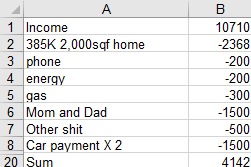 A B
1 Income 10710
2 385K 2,000sqf home -2368
3 phone -200
4 energy -200
5 gas -300
6 Mom and Dad -1500
7 Other shit -500
8 Car payment X 2 -1500
20 Sum 4142